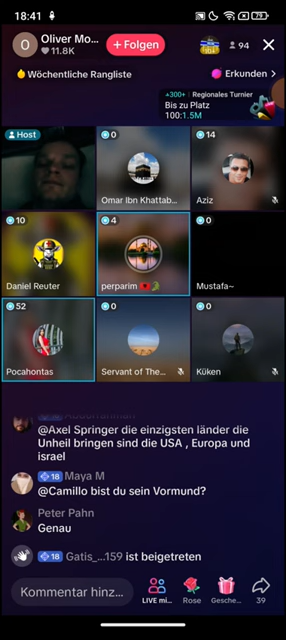 18:41
79
Oliver Mo...
11.8K
+ Folgen
94
Wöchentliche Rangliste
Erkunden >
+300↑ Regionales Turnier
Bis zu Platz
100:1.5M
Host
0
Omar Ibn Khattab...
14
Aziz
10
Daniel Reuter
4
perparim
0
Mustafa~
52
Pocahontas
0
Servant of The...
0
Küken
@Axel Springer die einzigsten länder die
Unheil bringen sind die USA , Europa und
israel
18 Maya M
@Camillo bist du sein Vormund?
Peter Pahn
Genau
18 Gatis_...159 ist beigetreten
Kommentar hinz...
LIVE mi...
Rose
Gesche...
39